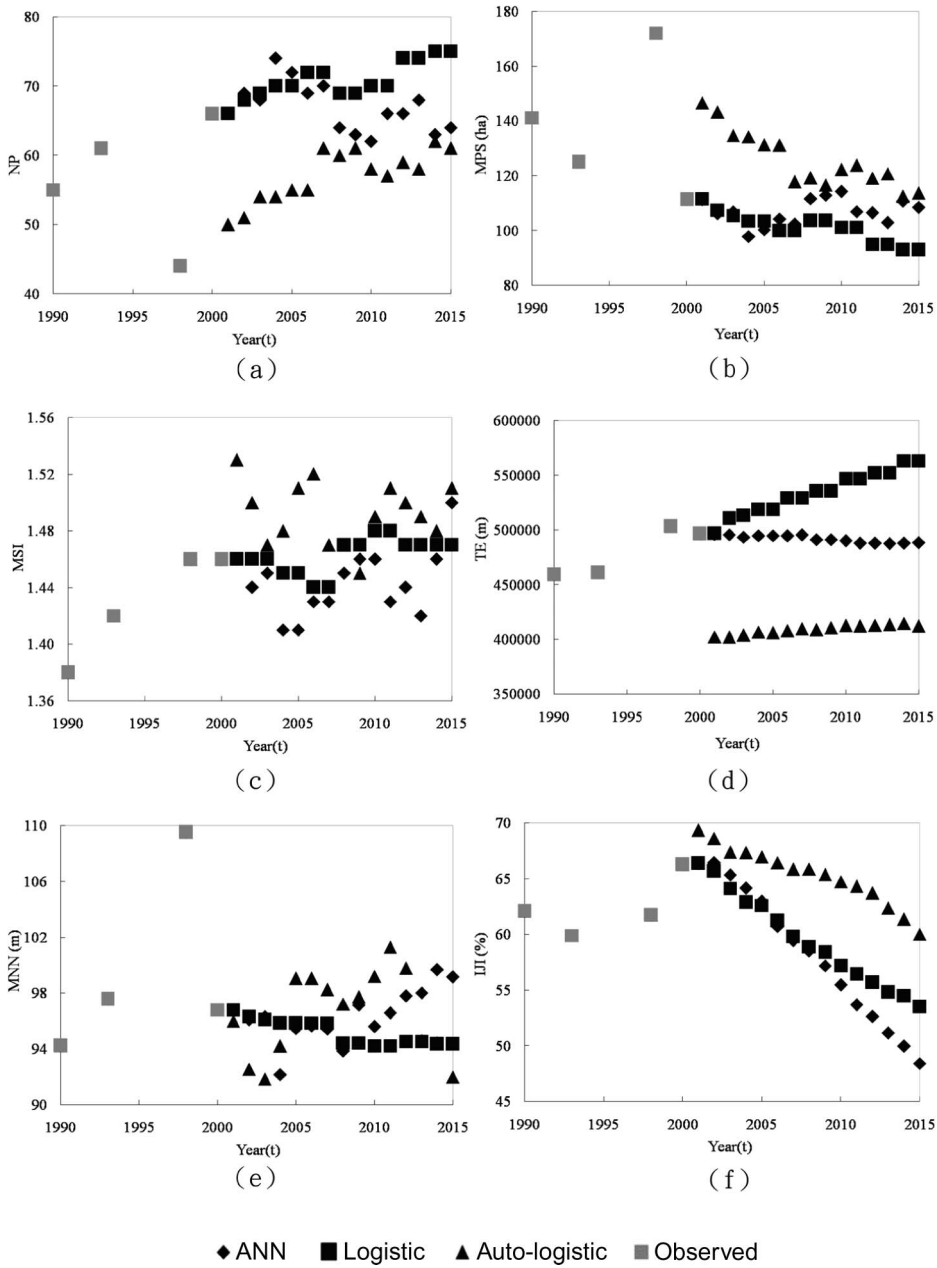 80
70
60
50
40
NP
1990 1995 2000 2005 2010 2015
Year(t)
(a)
180
160
140
120
100
80
MPS (ha)
1990 1995 2000 2005 2010 2015
Year(t)
(b)
1.56
1.52
1.48
1.44
1.40
1.36
MSI
1990 1995 2000 2005 2010 2015
Year(t)
(c)
600000
550000
500000
450000
400000
350000
TE (m)
1990 1995 2000 2005 2010 2015
Year(t)
(d)
110
106
102
98
94
90
MNN (m)
1990 1995 2000 2005 2010 2015
Year(t)
(e)
70
65
60
55
50
45
IJI (%)
1990 1995 2000 2005 2010 2015
Year(t)
(f)
ANN Logistic Auto-logistic Observed